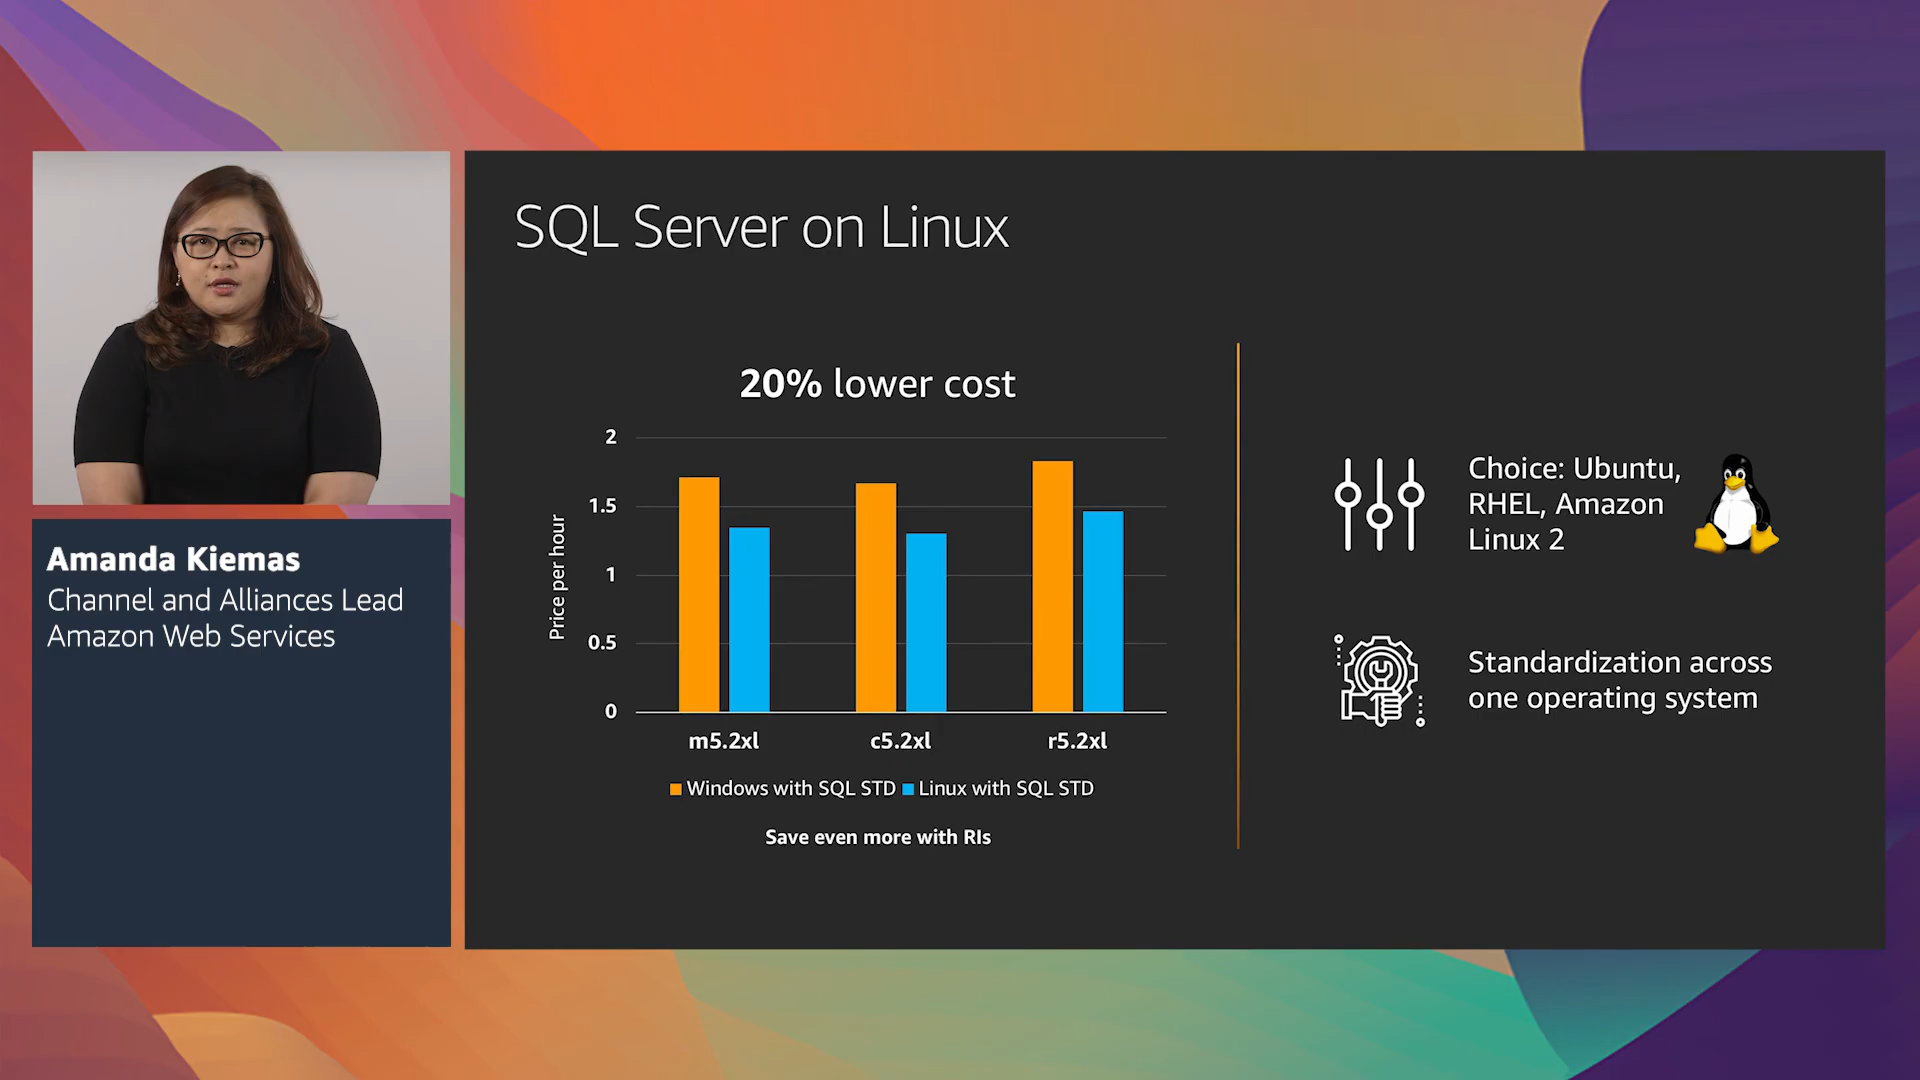 Amanda Kiemas
Channel and Alliances Lead
Amazon Web Services
SQL Server on Linux
20% lower cost
Price per hour
2
1.5
1
0.5
0
m5.2xl c5.2xl r5.2xl
Windows with SQL STD Linux with SQL STD
Save even more with RIs
Choice: Ubuntu,
RHEL, Amazon
Linux 2
Standardization across
one operating system